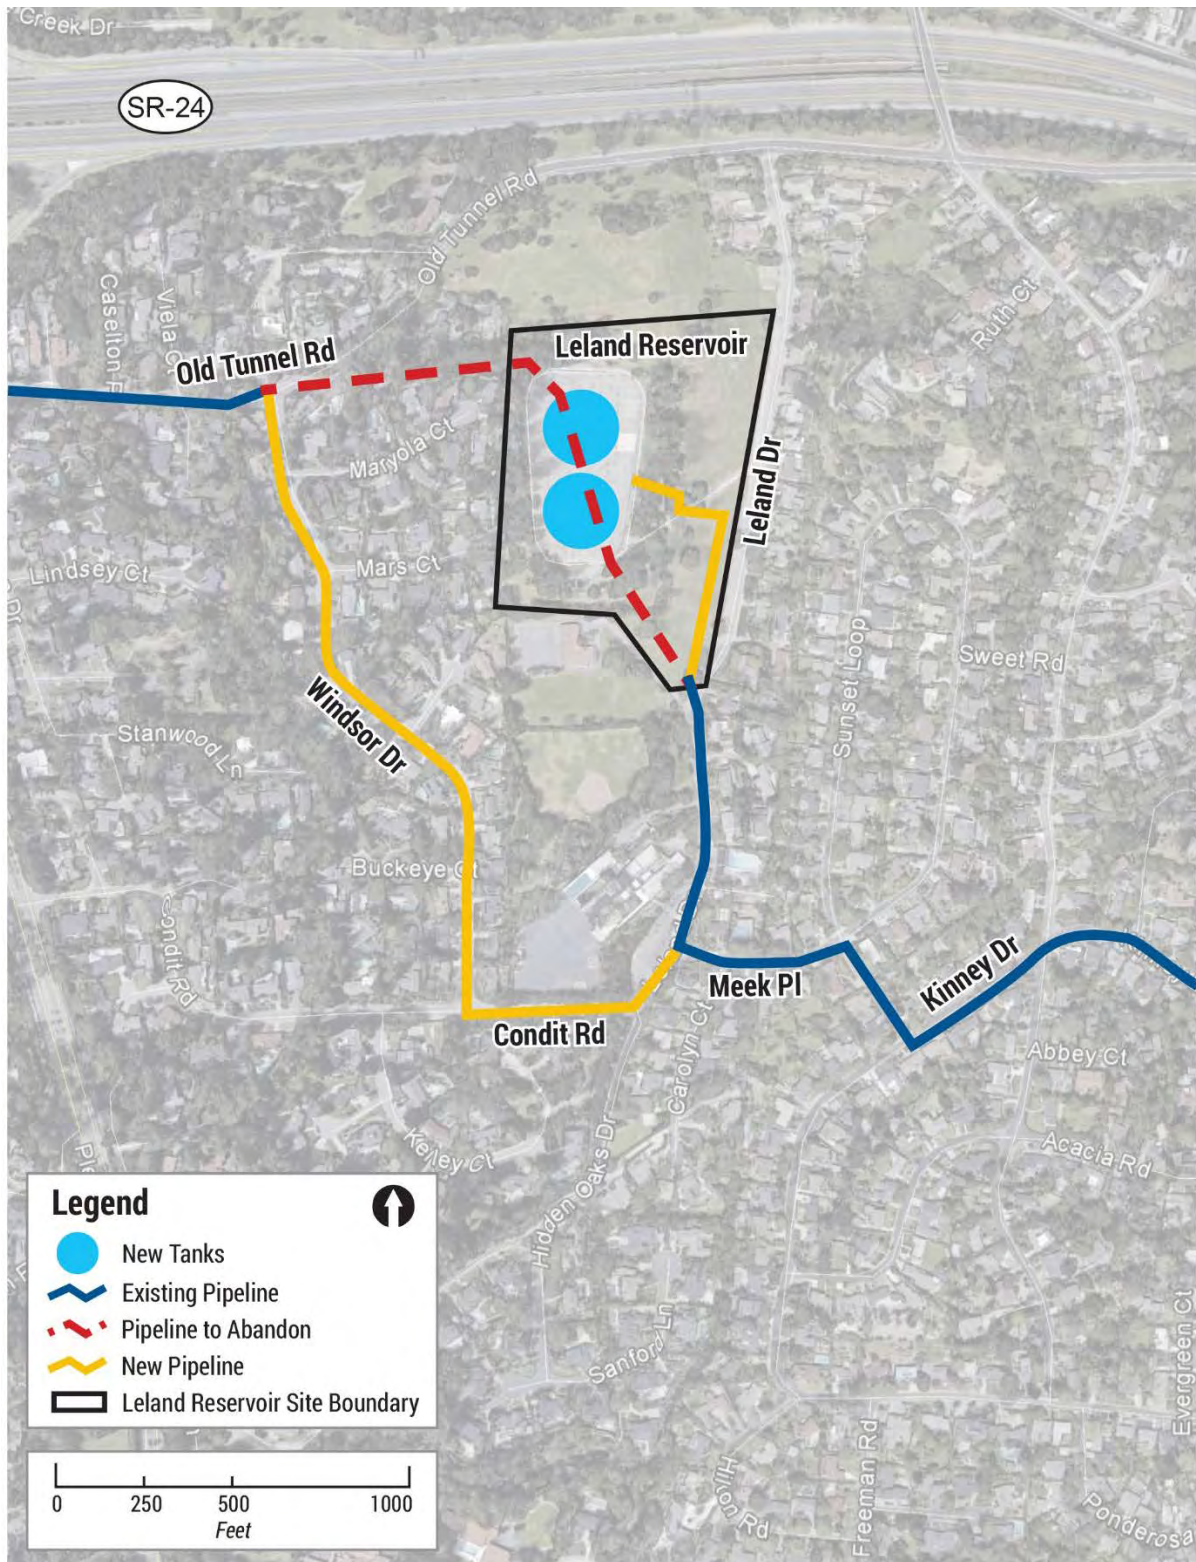 Creek Dr
SR-24
Old Tunnel Rd
Caselton
Viela C
Ruth Ct
Old Tunnel Rd
Leland Reservoir
Maryola Ct
Leland Dr
Lindsey Ct
Mars Ct
Sunset Loop
Sweet Rd
Windsor Dr
Stanwood Ln
Buckeye Ct
Condit Rd
Meek Pl
Kinney Dr
Condit Rd
Carolyn Ct
Abbey Ct
Kelley Ct
Acacia Rd
Hidden Oaks Dr
Legend
New Tanks
Existing Pipeline
Pipeline to Abandon
New Pipeline
Leland Reservoir Site Boundary
Sanford Ln
Evergreen Ct
Hilton Rd
Freeman Rd
Ponderosa
0 250 500 1000
Feet